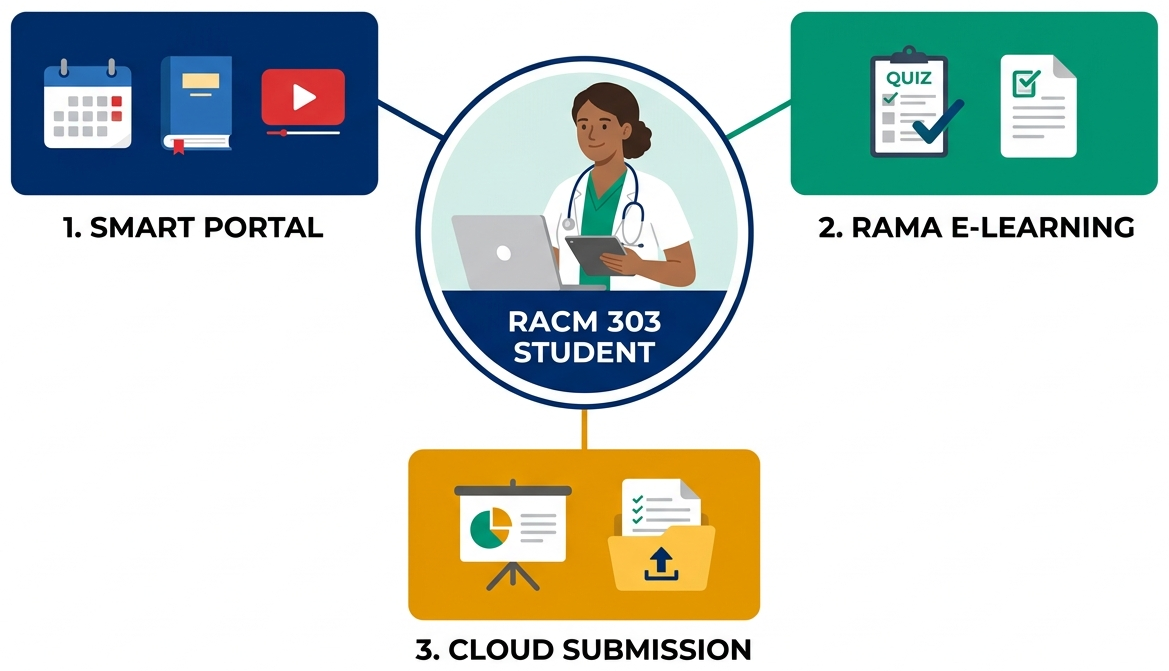 1. SMART PORTAL
QUIZ
2. RAMA E-LEARNING
RACM 303
STUDENT
3. CLOUD SUBMISSION